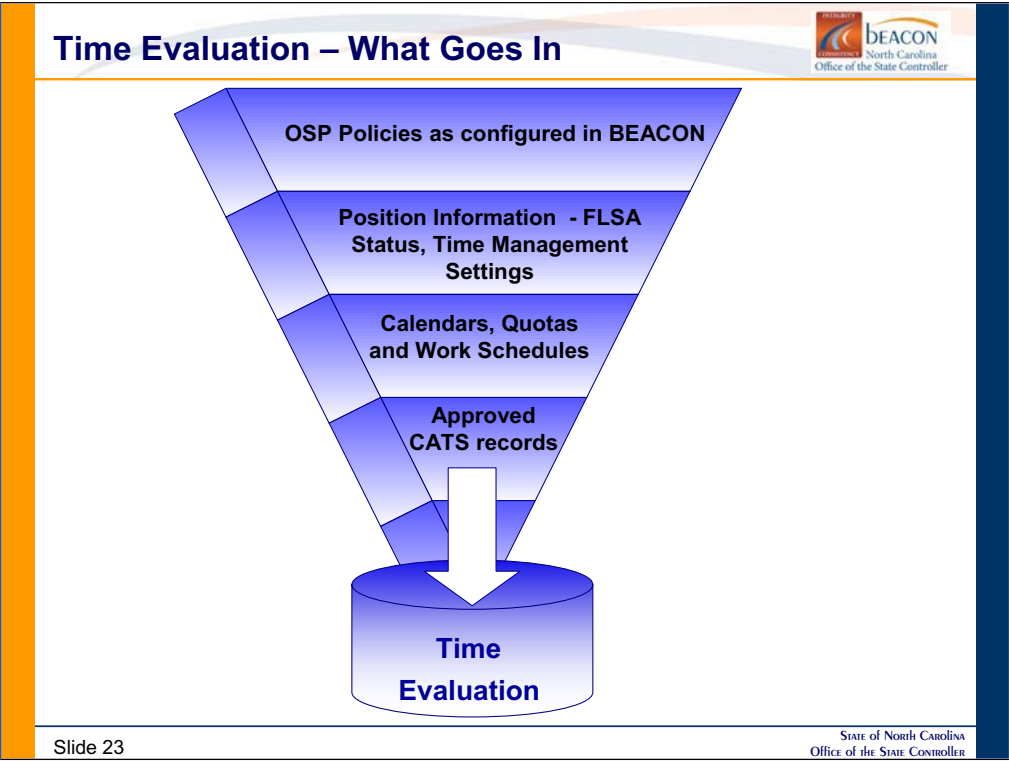 Time Evaluation – What Goes In
INTEGRITY
CONSISTENCY
beacon
North Carolina
Office of the State Controller
OSP Policies as configured in BEACON
Position Information - FLSA
Status, Time Management
Settings
Calendars, Quotas
and Work Schedules
Approved
CATS records
Time
Evaluation
Slide 23
State of North Carolina
Office of the State Controller